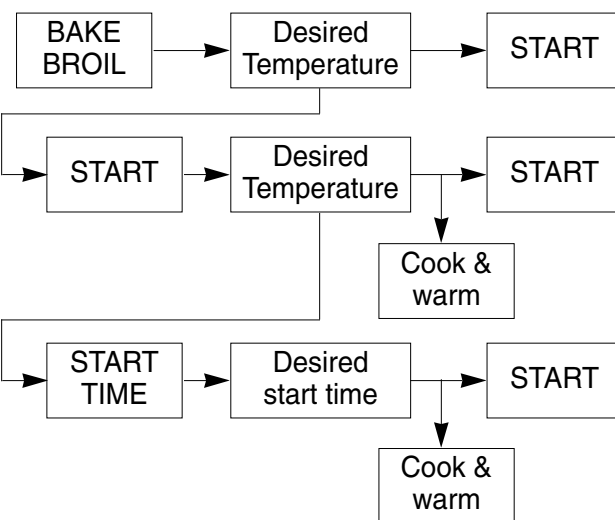 BAKE
BROIL
Desired
Temperature
START
START
Desired
Temperature
START
Cook &
warm
START
TIME
Desired
start time
START
Cook &
warm